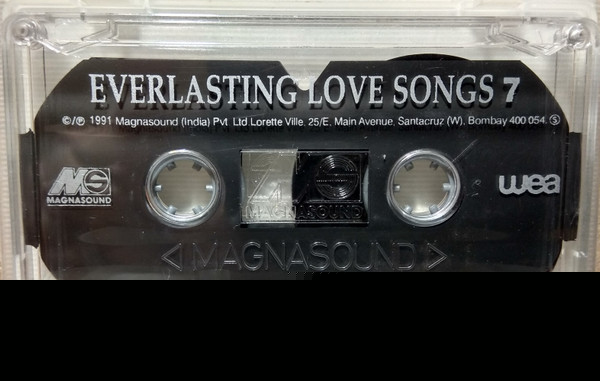 EVERLASTING LOVE SONGS 7
©/℗ 1991 Magnasound (India) Pvt. Ltd Lorette Ville, 25/E, Main Avenue, Santacruz (W), Bombay 400 054. Ⓢ
MS
MAGNASOUND
MAGNASOUND
wea
◁ MAGNASOUND ▷